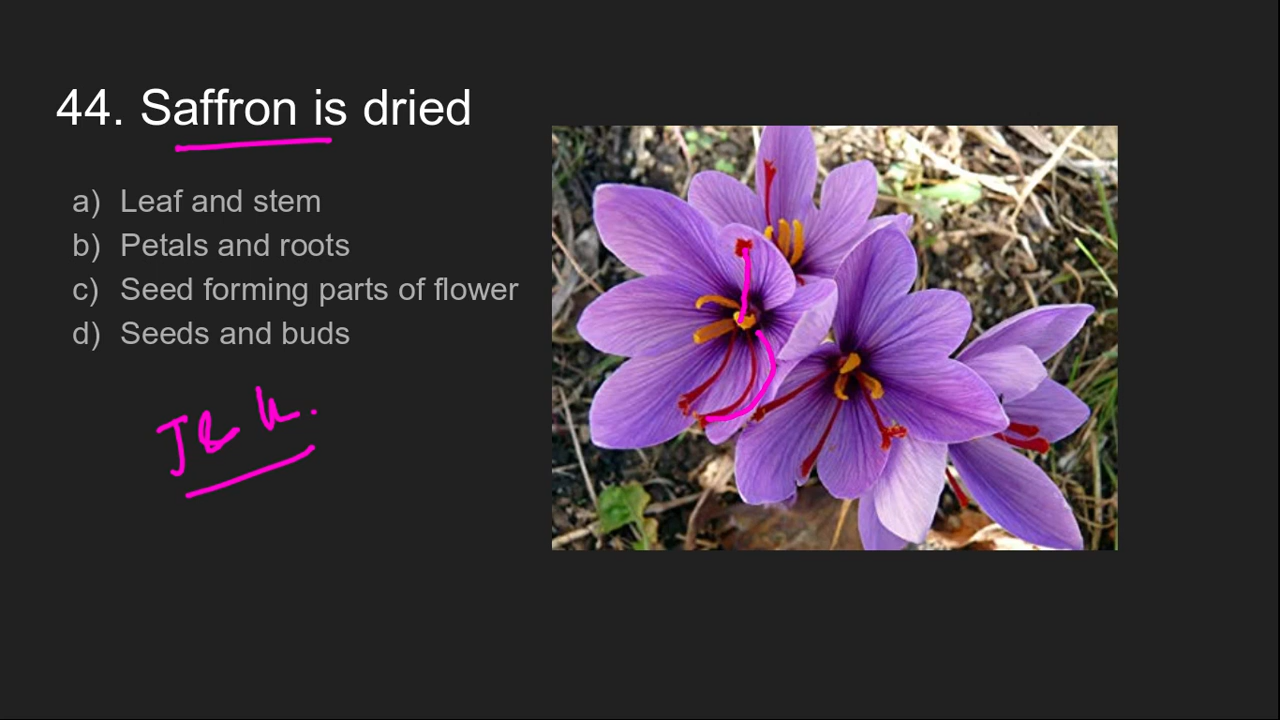 44. Saffron is dried
a) Leaf and stem
b) Petals and roots
c) Seed forming parts of flower
d) Seeds and buds
J & K.